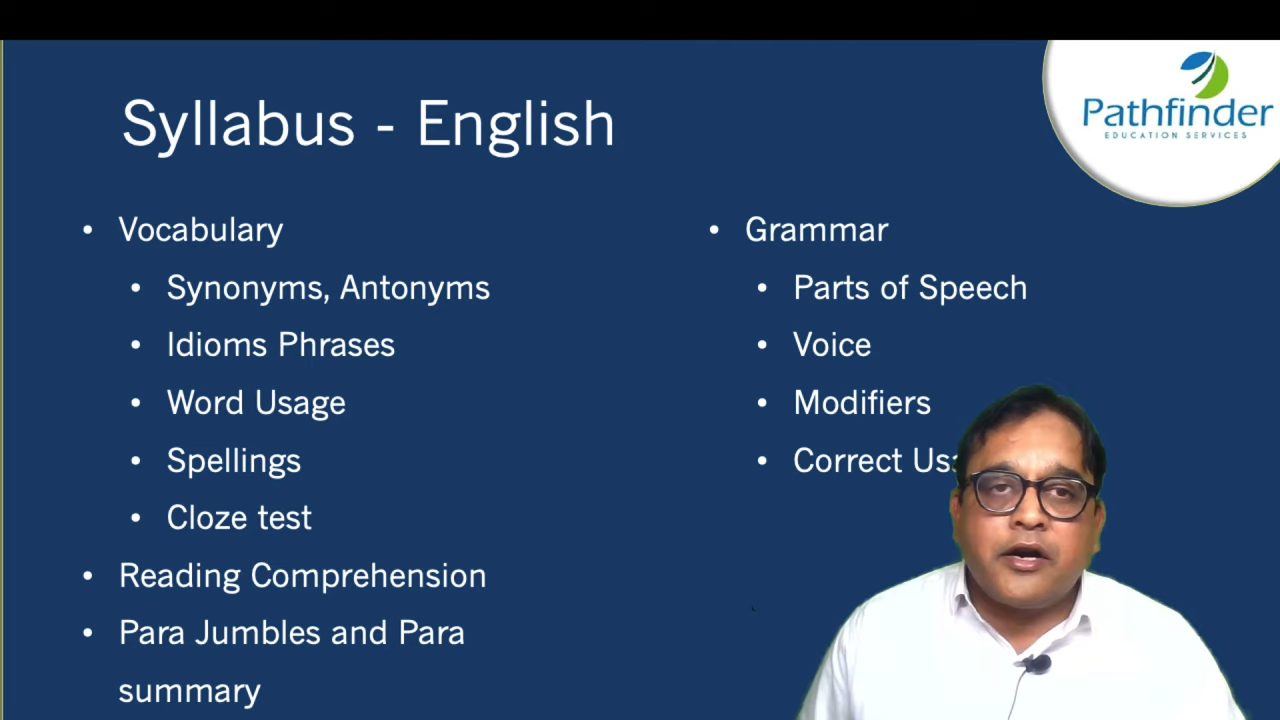 Pathfinder
EDUCATION SERVICES
Syllabus - English
• Vocabulary
• Synonyms, Antonyms
• Idioms Phrases
• Word Usage
• Spellings
• Cloze test
• Reading Comprehension
• Para Jumbles and Para
summary
• Grammar
• Parts of Speech
• Voice
• Modifiers
• Correct